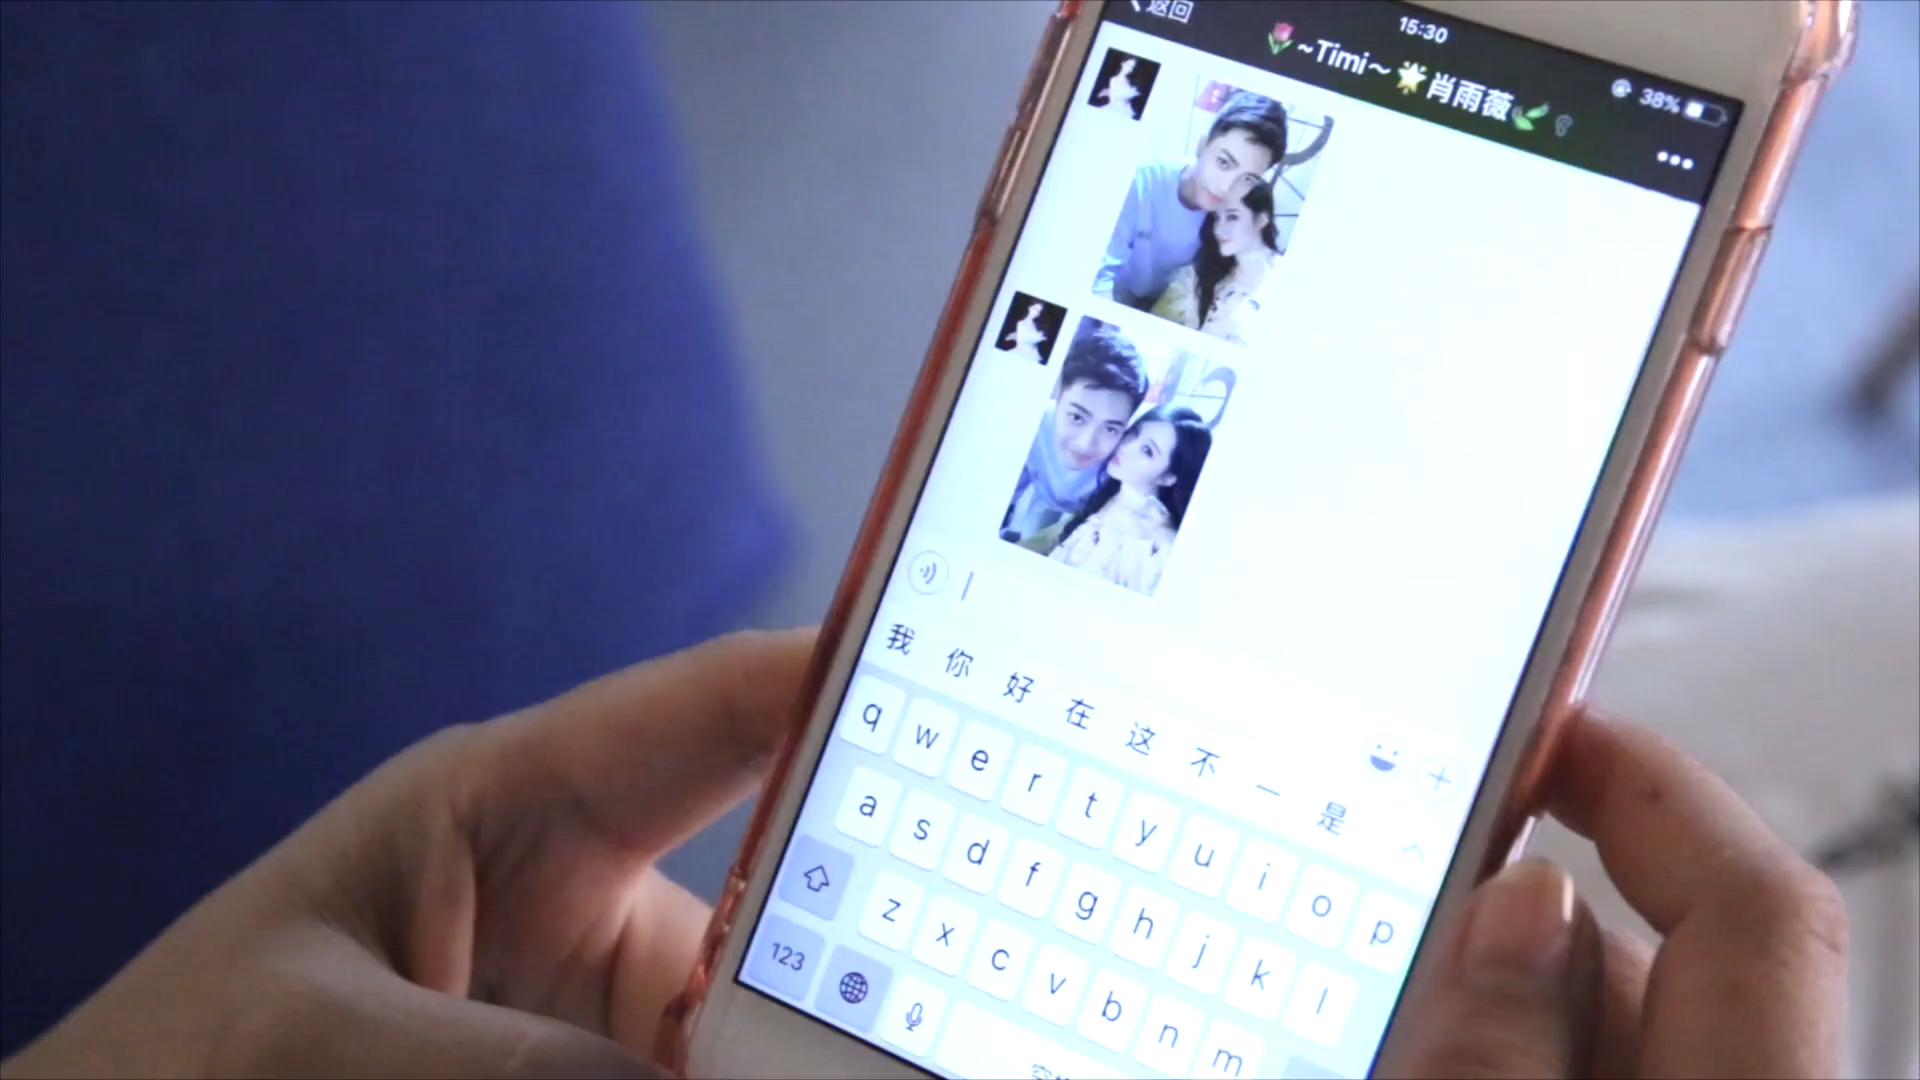 返回
15:30
38%
🌷~Timi~🌟肖雨薇🌿
我 你 好 在 这 不 一 是
q w e r t y u i o p
a s d f g h j k l
z x c v b n m
123